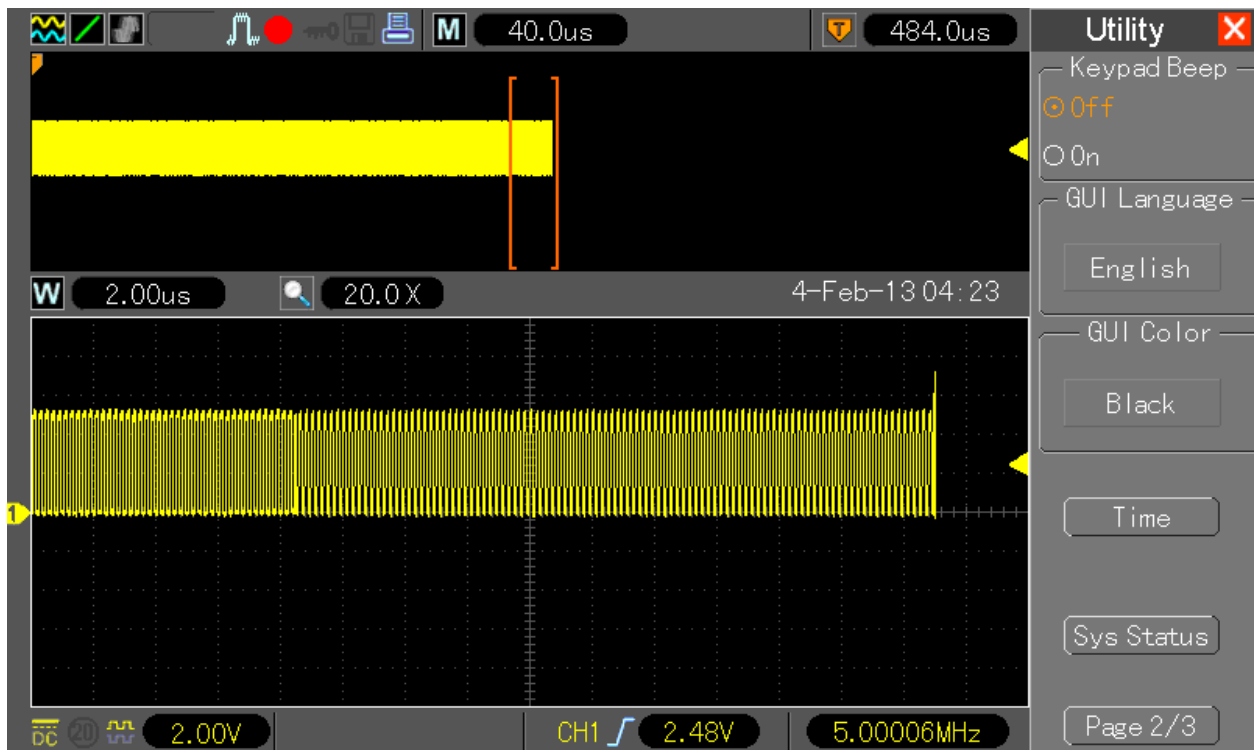 M 40.0us T 484.0us Utility X
Keypad Beep
Off
On
GUI Language
English
W 2.00us 20.0X 4-Feb-13 04:23
GUI Color
Black
1
Time
Sys Status
DC 20 2.00V CH1 2.48V 5.00006MHz Page 2/3